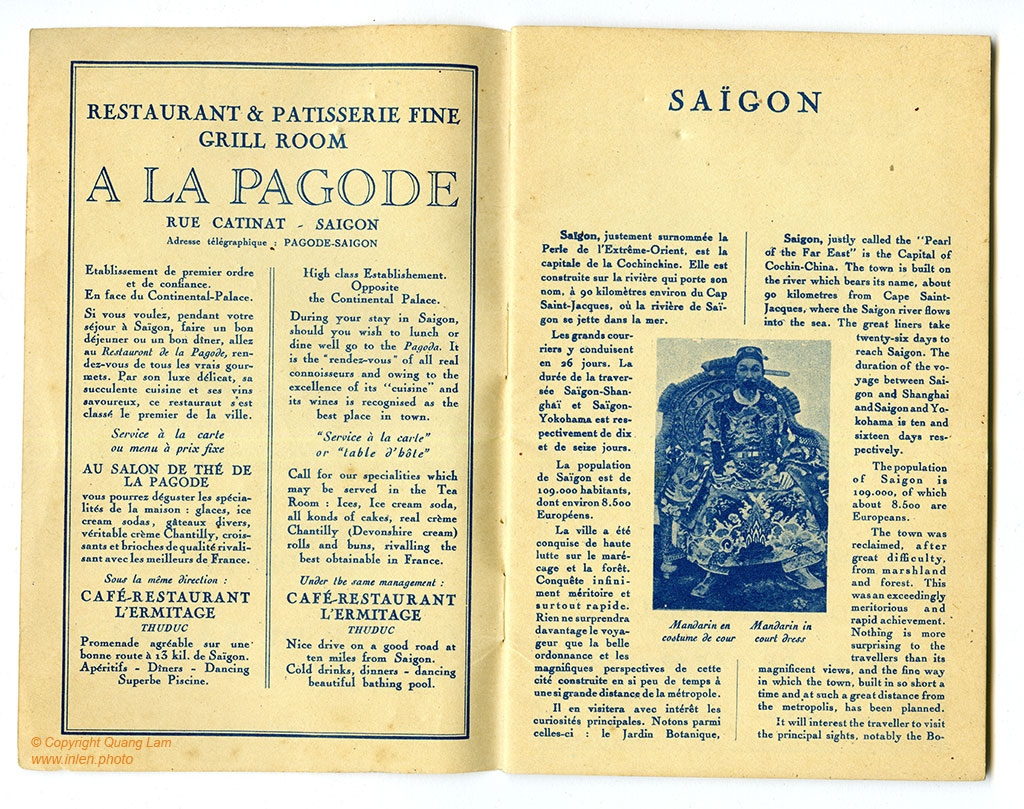 RESTAURANT & PATISSERIE FINE
GRILL ROOM
A LA PAGODE
RUE CATINAT - SAIGON
Adresse télégraphique : PAGODE-SAIGON
Etablissement de premier ordre
et de confiance.
En face du Continental-Palace.
Si vous voulez, pendant votre
séjour à Saïgon, faire un bon
déjeuner ou un bon dîner, allez
au Restauront de la Pagode, ren-
dez-vous de tous les vrais gour-
mets. Par son luxe délicat, sa
succulente cuisine et ses vins
savoureux, ce restaurant s'est
classé le premier de la ville.
Service à la carte
ou menu à prix fixe
AU SALON DE THÉ DE
LA PAGODE
vous pourrez déguster les spécia-
lités de la maison : glaces, ice
cream sodas, gâteaux divers,
véritable crème Chantilly, crois-
sants et brioches de qualité rivali-
sant avec les meilleurs de France.
Sous la même direction :
CAFÉ-RESTAURANT
L'ERMITAGE
THUDUC
Promenade agréable sur une
bonne route à 13 kil. de Saïgon.
Apéritifs - Dîners - Dancing
Superbe Piscine.
High class Establishement.
Opposite
the Continental Palace.
During your stay in Saigon,
should you wish to lunch or
dine well go to the Pagoda. It
is the "rendez-vous" of all real
connoisseurs and owing to the
excellence of its "cuisine" and
its wines is recognised as the
best place in town.
"Service à la carte"
or "table d'hôte"
Call for our specialities which
may be served in the Tea
Room : Ices, Ice cream soda,
all konds of cakes, real crème
Chantilly (Devonshire cream)
rolls and buns, rivalling the
best obtainable in France.
Under the same management :
CAFÉ-RESTAURANT
L'ERMITAGE
THUDUC
Nice drive on a good road at
ten miles from Saigon.
Cold drinks, dinners - dancing
beautiful bathing pool.
SAÏGON
Saïgon, justement surnommée la
Perle de l'Extrême-Orient, est la
capitale de la Cochinchine. Elle est
construite sur la rivière qui porte son
nom, à 90 kilomètres environ du Cap
Saint-Jacques, où la rivière de Saï-
gon se jette dans la mer.
Les grands cour-
riers y conduisent
en 26 jours. La
durée de la traver-
sée Saïgon-Shan-
ghaï et Saïgon-
Yokohama est res-
pectivement de dix
et de seize jours.
La population
de Saïgon est de
109.000 habitants,
dont environ 8.500
Européens.
La ville a été
conquise de haute
lutte sur le maré-
cage et la forêt.
Conquête infini-
ment méritoire et
surtout rapide.
Rien ne surprendra
davantage le voya-
geur que la belle
ordonnance et les
magnifiques perspectives de cette
cité construite en si peu de temps à
une si grande distance de la métropole.
Il en visitera avec intérêt les
curiosités principales. Notons parmi
celles-ci : le Jardin Botanique,
Mandarin en
costume de cour
Mandarin in
court dress
Saigon, justly called the "Pearl
of the Far East" is the Capital of
Cochin-China. The town is built on
the river which bears its name, about
90 kilometres from Cape Saint-
Jacques, where the Saïgon river flows
into the sea. The great liners take
twenty-six days to
reach Saigon. The
duration of the vo-
yage between Sai-
gon and Shanghai
and Saigon and Yo-
kohama is ten and
sixteen days res-
pectively.
The population
of Saigon is
109.000, of which
about 8.500 are
Europeans.
The town was
reclaimed, after
great difficulty,
from marshland
and forest. This
was an exceedingly
meritorious and
rapid achievement.
Nothing is more
surprising to the
travellers than its
magnificent views, and the fine way
in which the town, built in so short a
time and at such a great distance from
the metropolis, has been planned.
It will interest the traveller to visit
the principal sights, notably the Bo-
© Copyright Quang Lam
www.inlen.photo